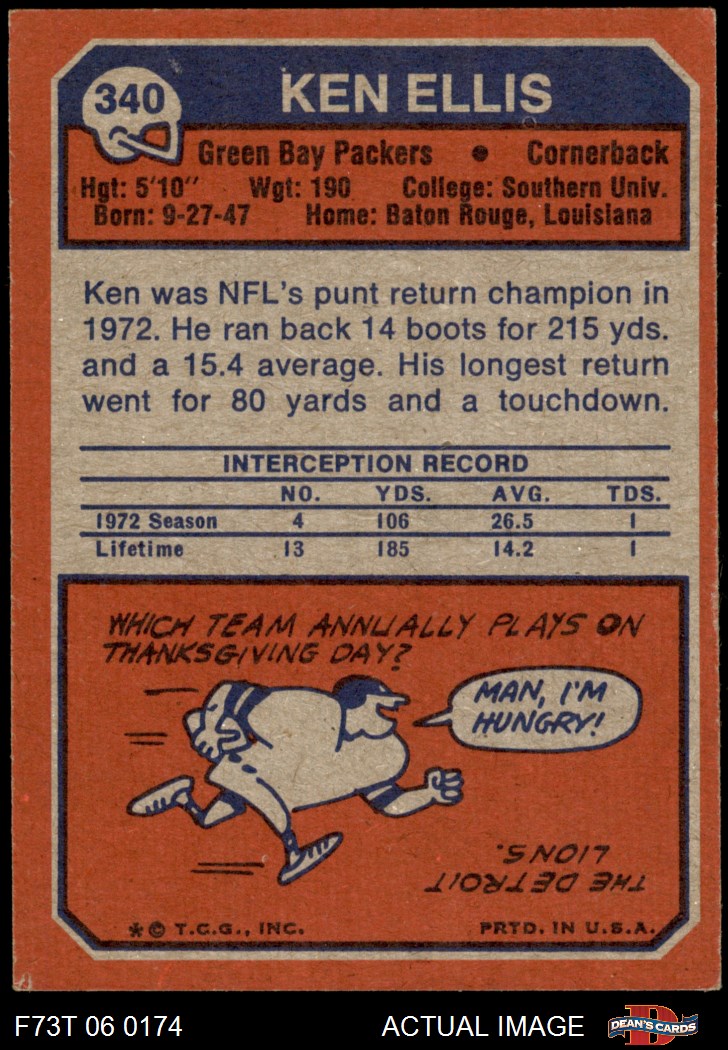 340
KEN ELLIS
Green Bay Packers • Cornerback
Hgt: 5'10" Wgt: 190 College: Southern Univ.
Born: 9-27-47 Home: Baton Rouge, Louisiana
Ken was NFL's punt return champion in
1972. He ran back 14 boots for 215 yds.
and a 15.4 average. His longest return
went for 80 yards and a touchdown.
INTERCEPTION RECORD
NO. YDS. AVG. TDS.
1972 Season 4 106 26.5 1
Lifetime 13 185 14.2 1
WHICH TEAM ANNUALLY PLAYS ON
THANKSGIVING DAY?
MAN, I'M
HUNGRY!
THE DETROIT
LIONS.
*© T.C.G., INC. PRTD. IN U.S.A.
F73T 06 0174 ACTUAL IMAGE D DEAN'S CARDS